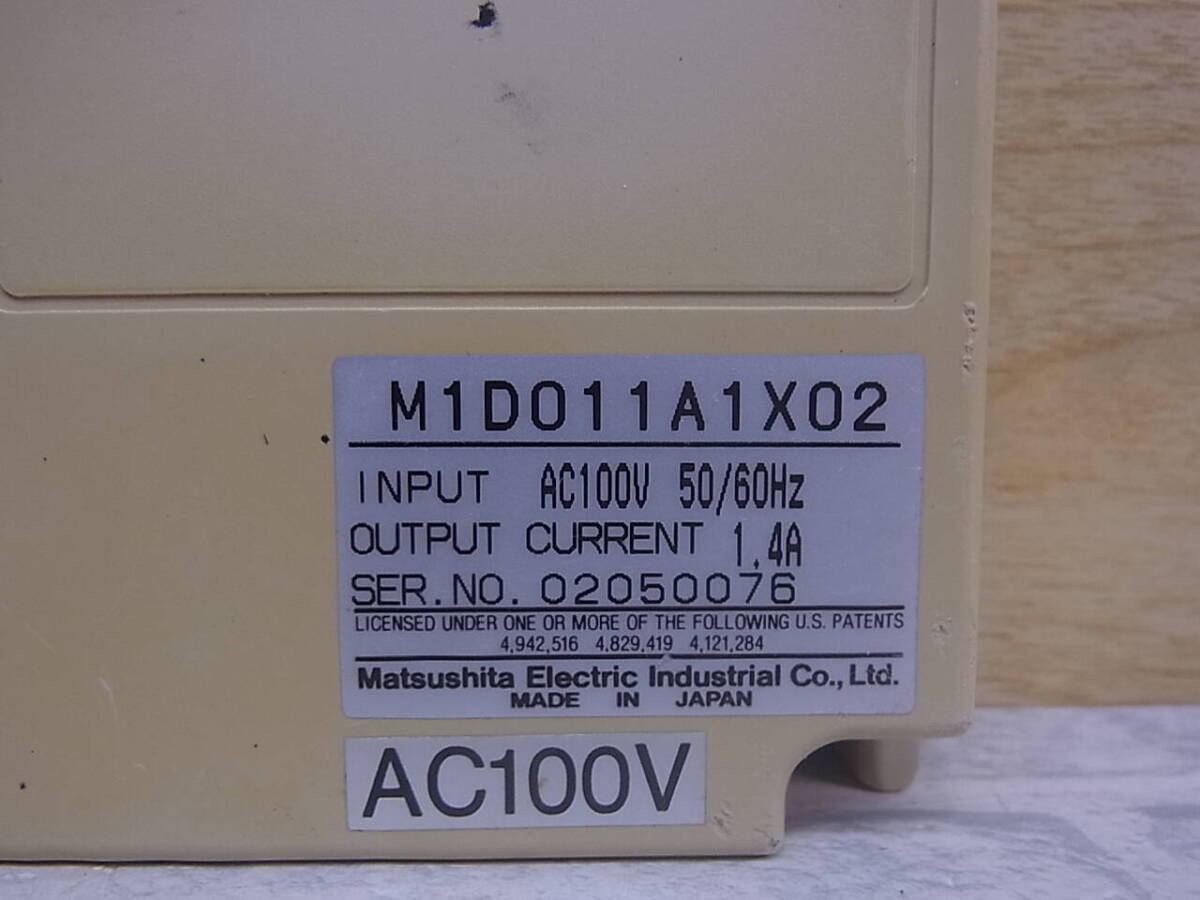 M1D011A1X02
INPUT AC100V 50/60Hz
OUTPUT CURRENT 1.4A
SER.NO. 02050076
LICENSED UNDER ONE OR MORE OF THE FOLLOWING U.S. PATENTS
4,942,516 4,829,419 4,121,284
Matsushita Electric Industrial Co., Ltd.
MADE IN JAPAN
AC100V